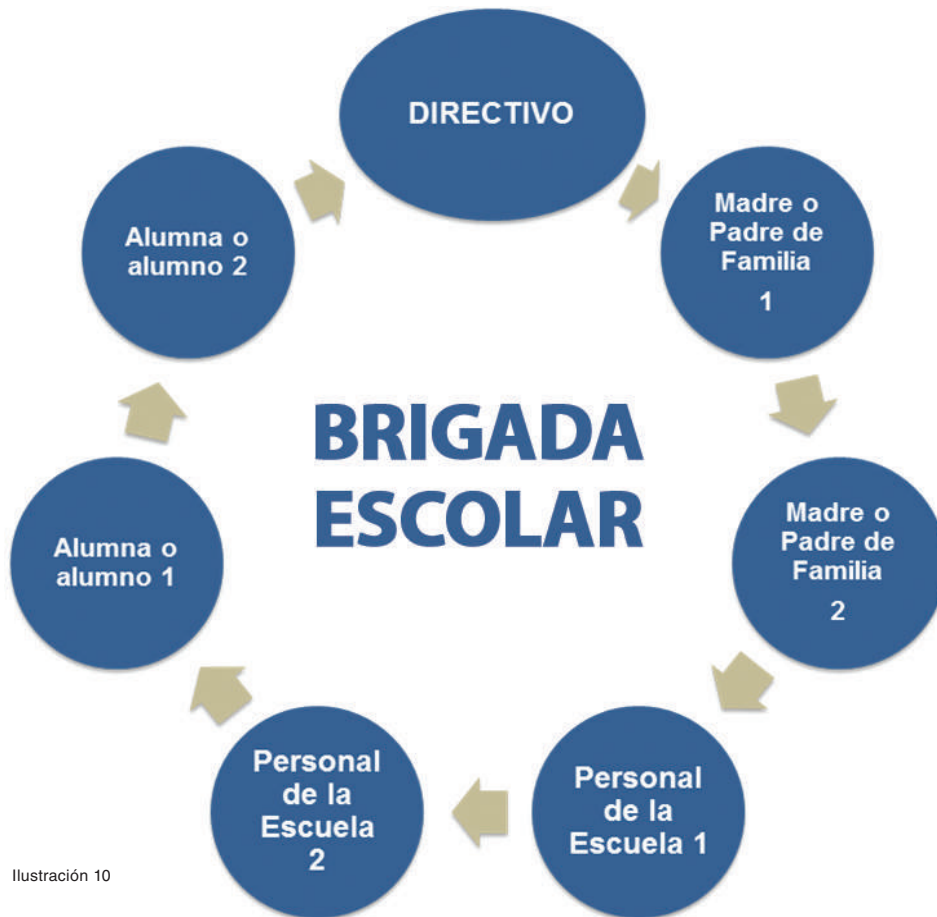 DIRECTIVO
Madre o
Padre de
Familia
1
Madre o
Padre de
Familia
2
Personal
de la
Escuela 1
Personal
de la
Escuela
2
Alumna o
alumno 1
Alumna o
alumno 2
BRIGADA
ESCOLAR
Ilustración 10